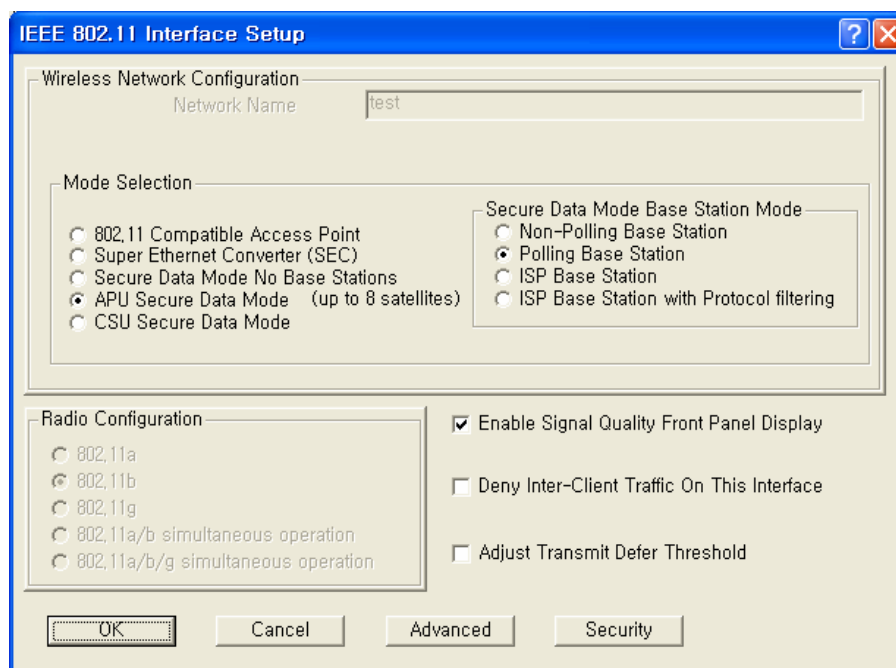 IEEE 802.11 Interface Setup
Wireless Network Configuration
Network Name test
Mode Selection
802.11 Compatible Access Point
Super Ethernet Converter (SEC)
Secure Data Mode No Base Stations
APU Secure Data Mode (up to 8 satellites)
CSU Secure Data Mode
Secure Data Mode Base Station Mode
Non-Polling Base Station
Polling Base Station
ISP Base Station
ISP Base Station with Protocol filtering
Radio Configuration
802.11a
802.11b
802.11g
802.11a/b simultaneous operation
802.11a/b/g simultaneous operation
Enable Signal Quality Front Panel Display
Deny Inter-Client Traffic On This Interface
Adjust Transmit Defer Threshold
OK Cancel Advanced Security